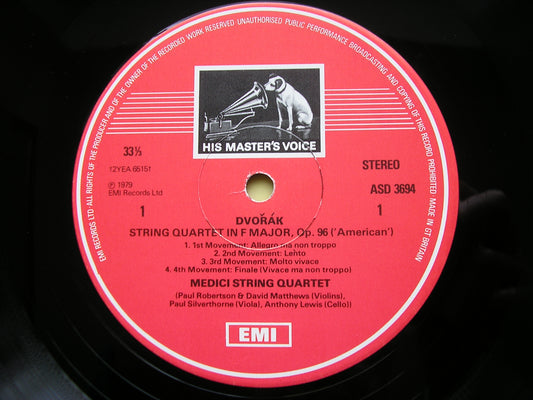 EMI RECORDS LTD ALL RIGHTS OF THE PRODUCER AND OF THE OWNER OF THE RECORDED WORK RESERVED UNAUTHORISED PUBLIC PERFORMANCE BROADCASTING AND COPYING OF THIS RECORD PROHIBITED MADE IN GT BRITAIN
HIS MASTER'S VOICE
33⅓
STEREO
(2YEA 6515)
ASD 3694
℗ 1979
EMI Records Ltd
1
1
DVOŘÁK
STRING QUARTET IN F MAJOR, Op. 96 ('American')
1. 1st Movement: Allegro ma non troppo
2. 2nd Movement: Lehto
3. 3rd Movement: Molto vivace
4. 4th Movement: Finale (Vivace ma non troppo)
MEDICI STRING QUARTET
(Paul Robertson & David Matthews (Violins),
Paul Silverthorne (Viola), Anthony Lewis (Cello))
EMI